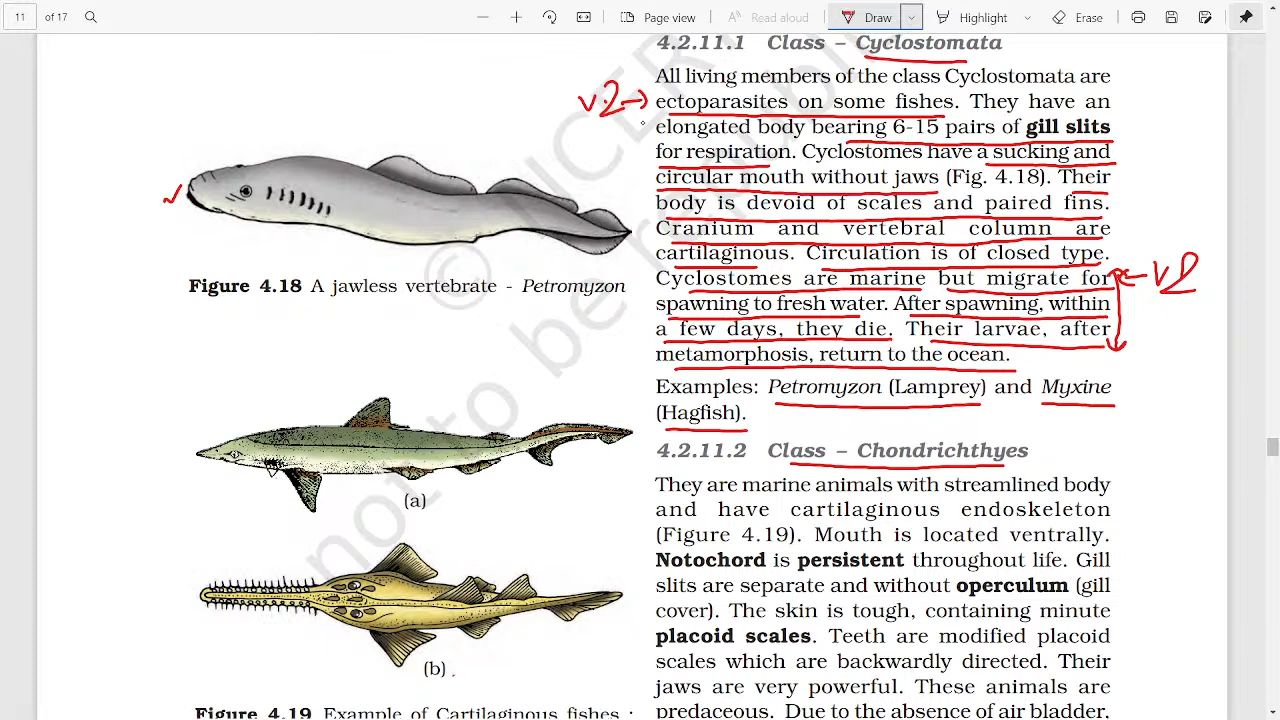 11 of 17
Page view
Read aloud
Draw
Highlight
Erase
4.2.11.1 Class – Cyclostomata
All living members of the class Cyclostomata are
ectoparasites on some fishes. They have an
elongated body bearing 6-15 pairs of gill slits
for respiration. Cyclostomes have a sucking and
circular mouth without jaws (Fig. 4.18). Their
body is devoid of scales and paired fins.
Cranium and vertebral column are
cartilaginous. Circulation is of closed type.
Cyclostomes are marine but migrate for
spawning to fresh water. After spawning, within
a few days, they die. Their larvae, after
metamorphosis, return to the ocean.
Examples: Petromyzon (Lamprey) and Myxine
(Hagfish).
Figure 4.18 A jawless vertebrate - Petromyzon
4.2.11.2 Class – Chondrichthyes
They are marine animals with streamlined body
and have cartilaginous endoskeleton
(Figure 4.19). Mouth is located ventrally.
Notochord is persistent throughout life. Gill
slits are separate and without operculum (gill
cover). The skin is tough, containing minute
placoid scales. Teeth are modified placoid
scales which are backwardly directed. Their
jaws are very powerful. These animals are
predaceous. Due to the absence of air bladder,
(a)
(b)
Figure 4.19 Example of Cartilaginous fishes :
© NCERT
not to be